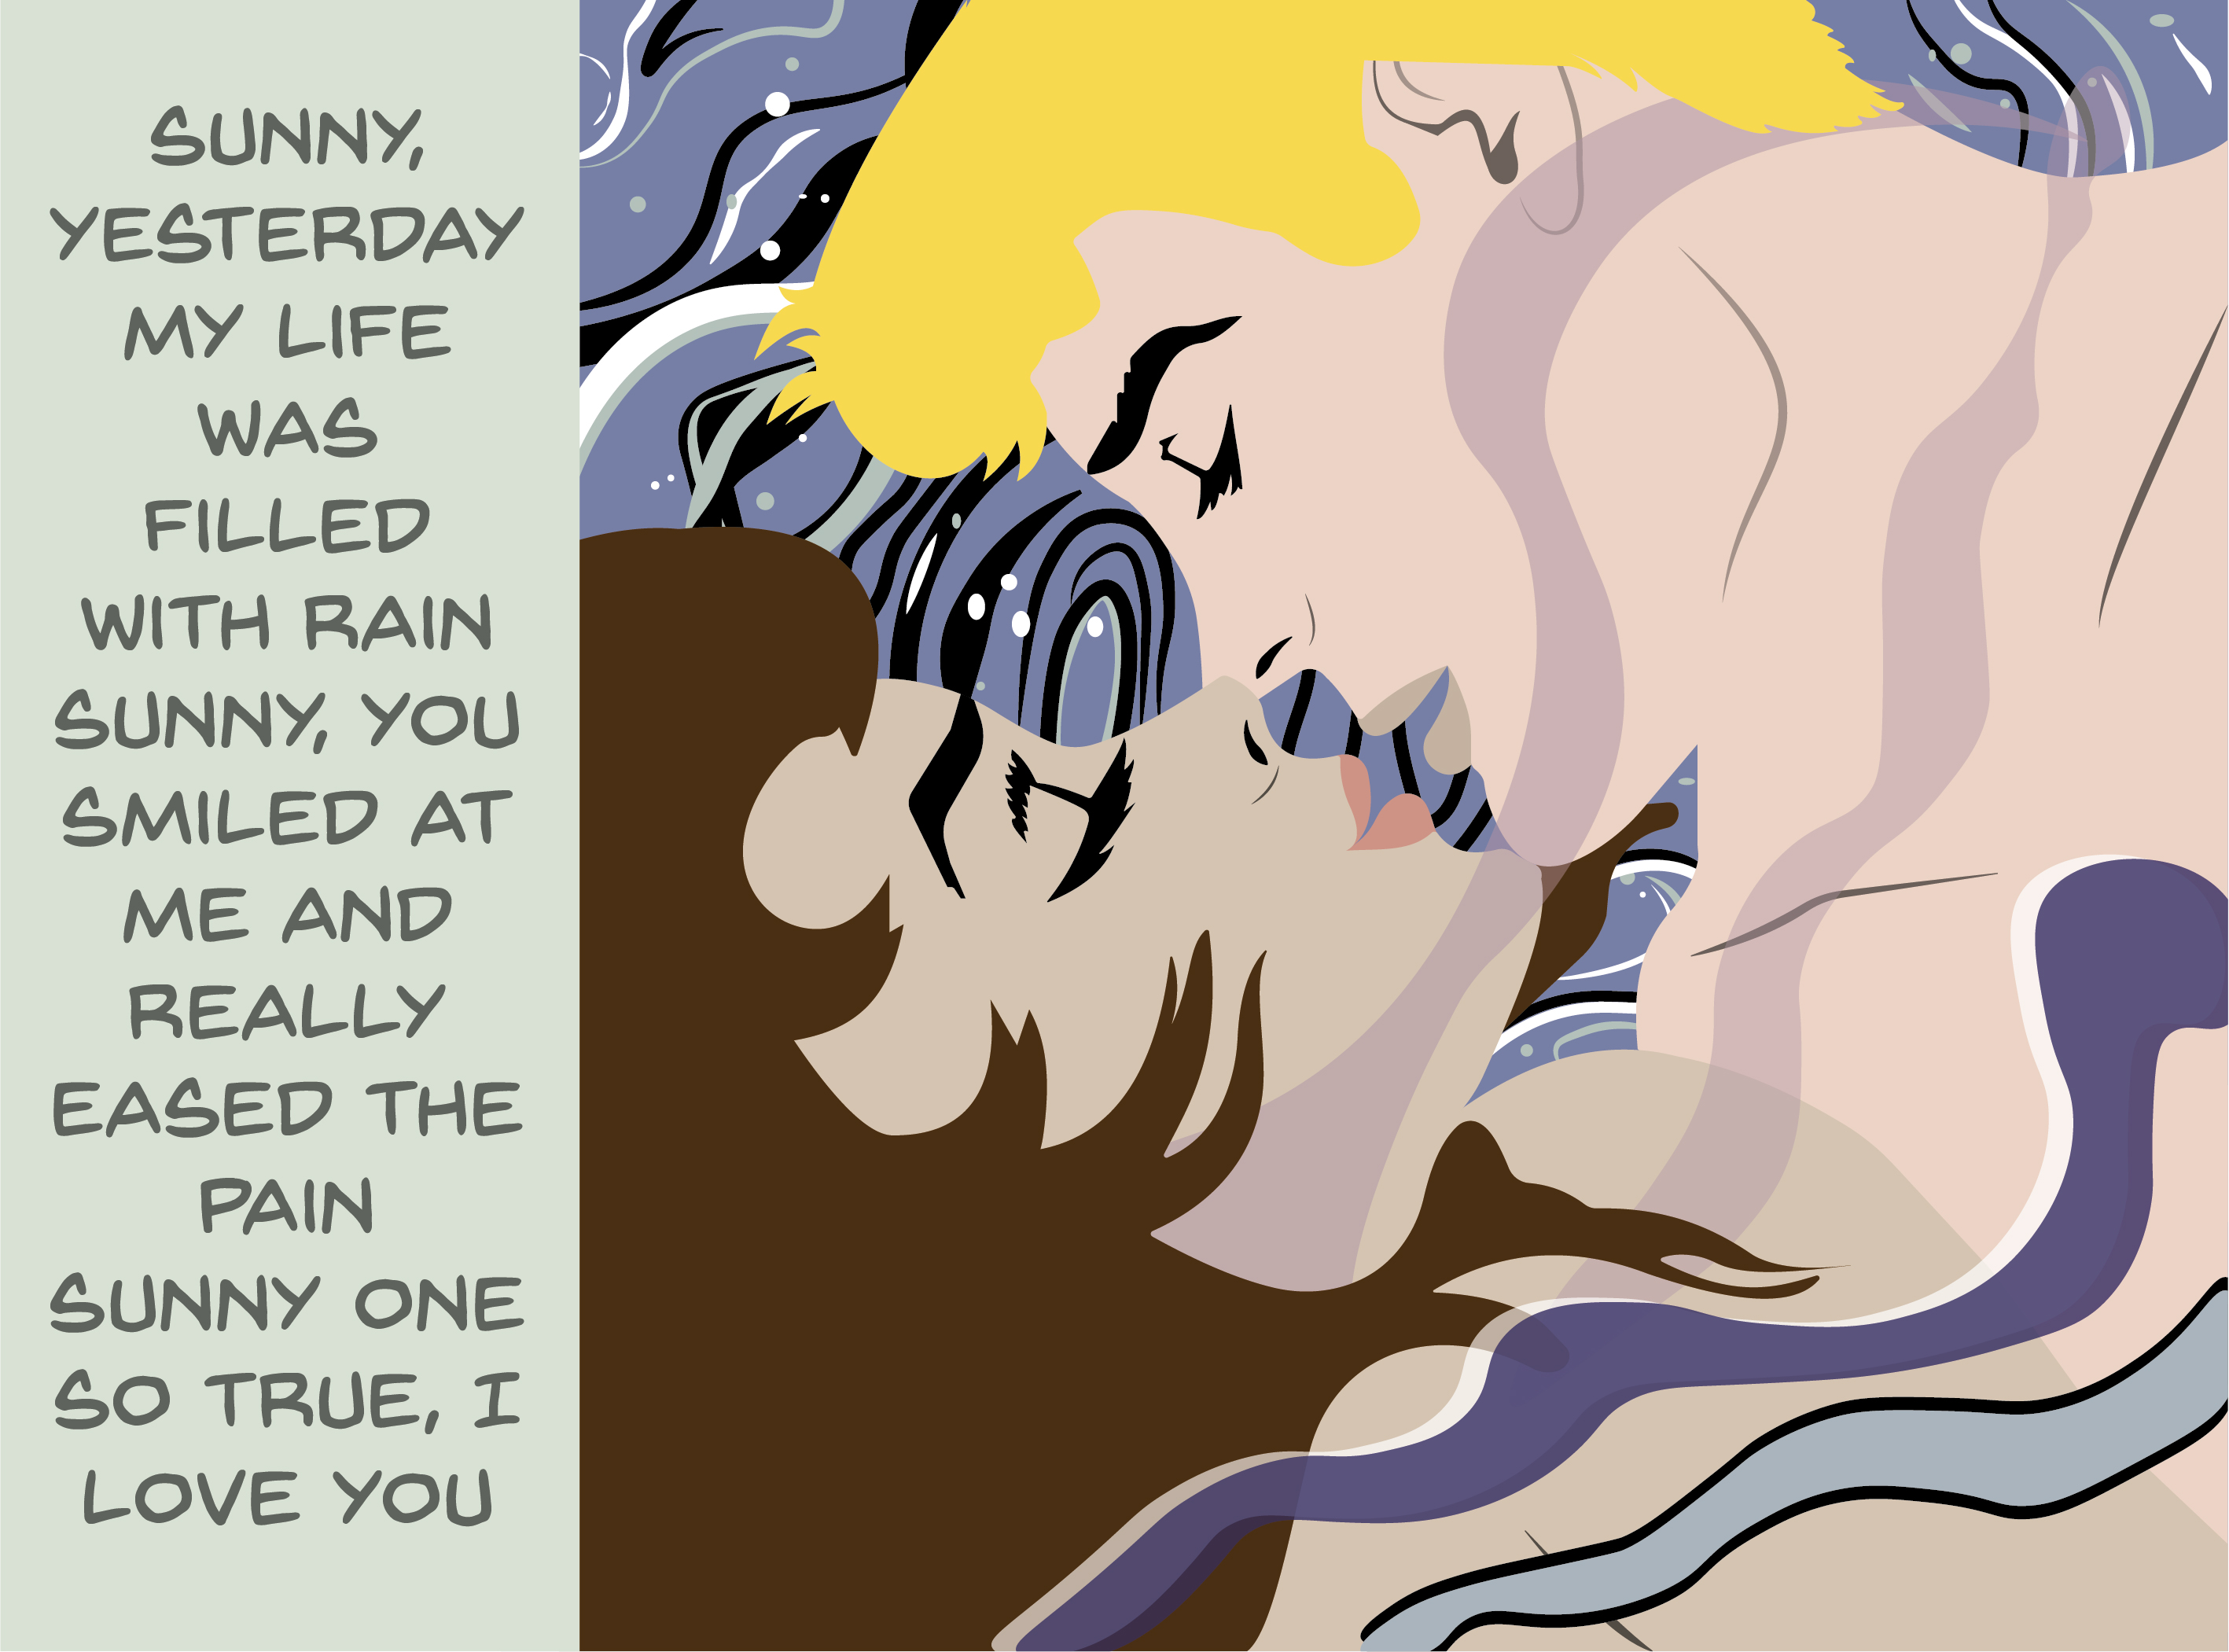 SUNNY,
YESTERDAY
MY LIFE
WAS
FILLED
WITH RAIN
SUNNY, YOU
SMILED AT
ME AND
REALLY
EASED THE
PAIN
SUNNY ONE
SO TRUE, I
LOVE YOU